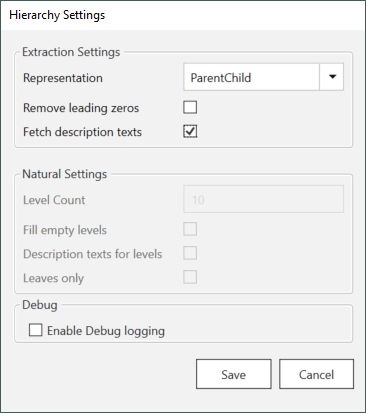 Hierarchy Settings
Extraction Settings
Representation ParentChild
Remove leading zeros
Fetch description texts
Natural Settings
Level Count 10
Fill empty levels
Description texts for levels
Leaves only
Debug
Enable Debug logging
Save Cancel